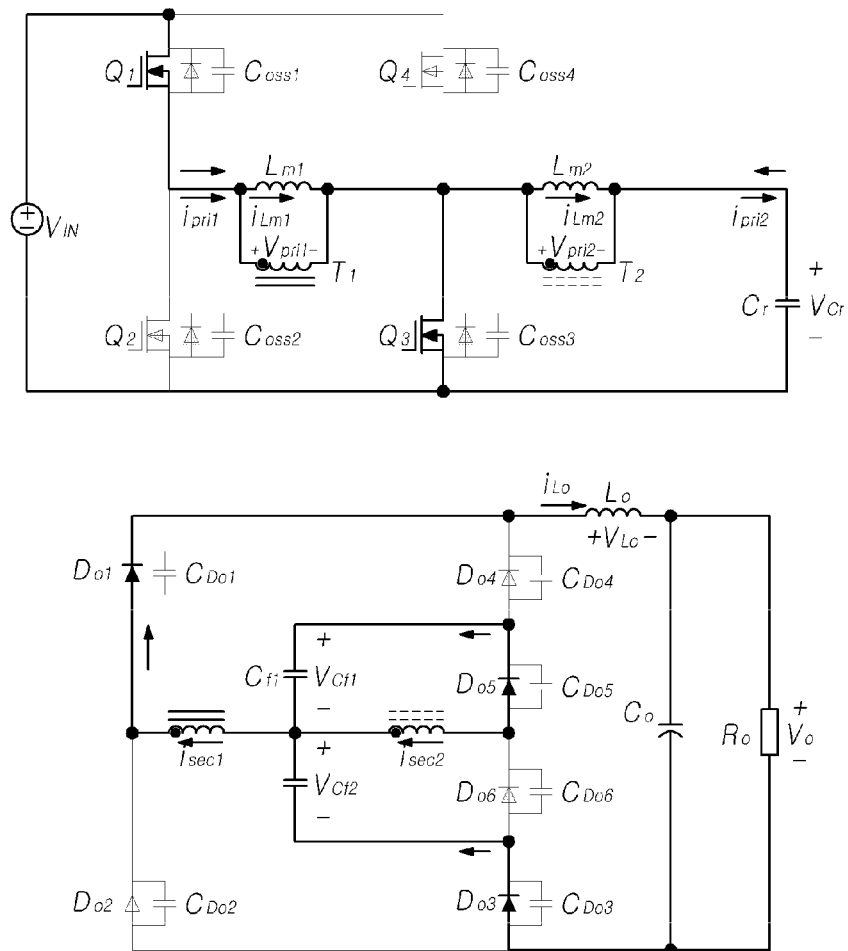 Q1
Coss1
Q4
Coss4
Lm1
Lm2
ipri1
iLm1
iLm2
ipri2
VIN
+Vpri1-
T1
+Vpri2-
T2
+
Cr
VCr
-
Q2
Coss2
Q3
Coss3
iLo
Lo
+VLo-
Do1
CDo1
Do4
CDo4
+
Cf1
VCf1
-
Do5
CDo5
Co
Ro
+
Vo
-
isec1
isec2
+
VCf2
-
Do6
CDo6
Do2
CDo2
Do3
CDo3